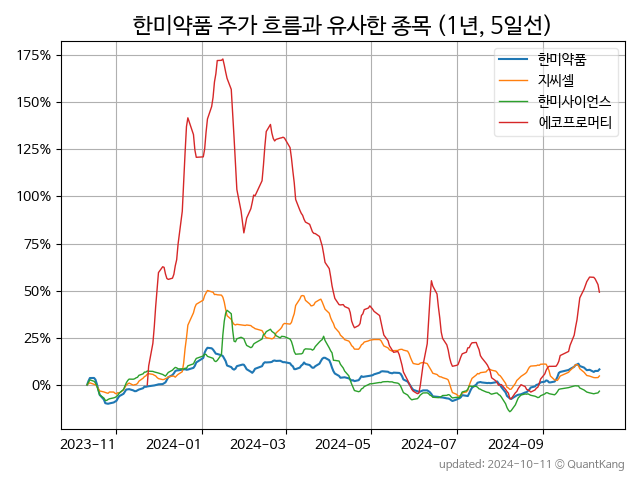 한미약품 주가 흐름과 유사한 종목 (1년, 5일선)
한미약품
지씨셀
한미사이언스
에코프로머티
175%
150%
125%
100%
75%
50%
25%
0%
2023-11 2024-01 2024-03 2024-05 2024-07 2024-09
updated: 2024-10-11 © QuantKang